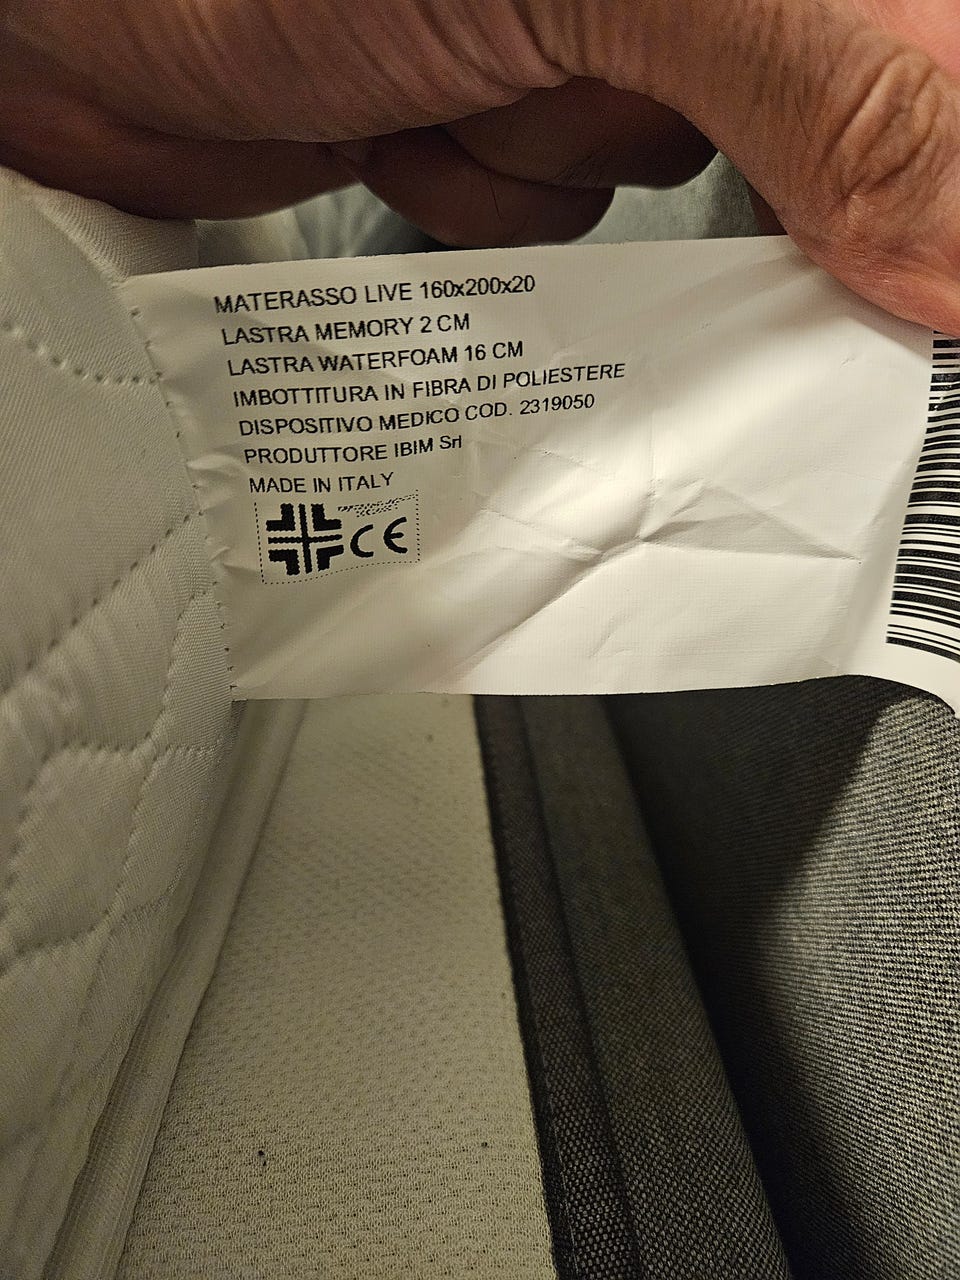 MATERASSO LIVE 160x200x20
LASTRA MEMORY 2 CM
LASTRA WATERFOAM 16 CM
IMBOTTITURA IN FIBRA DI POLIESTERE
DISPOSITIVO MEDICO COD. 2319050
PRODUTTORE IBIM Srl
MADE IN ITALY
CE